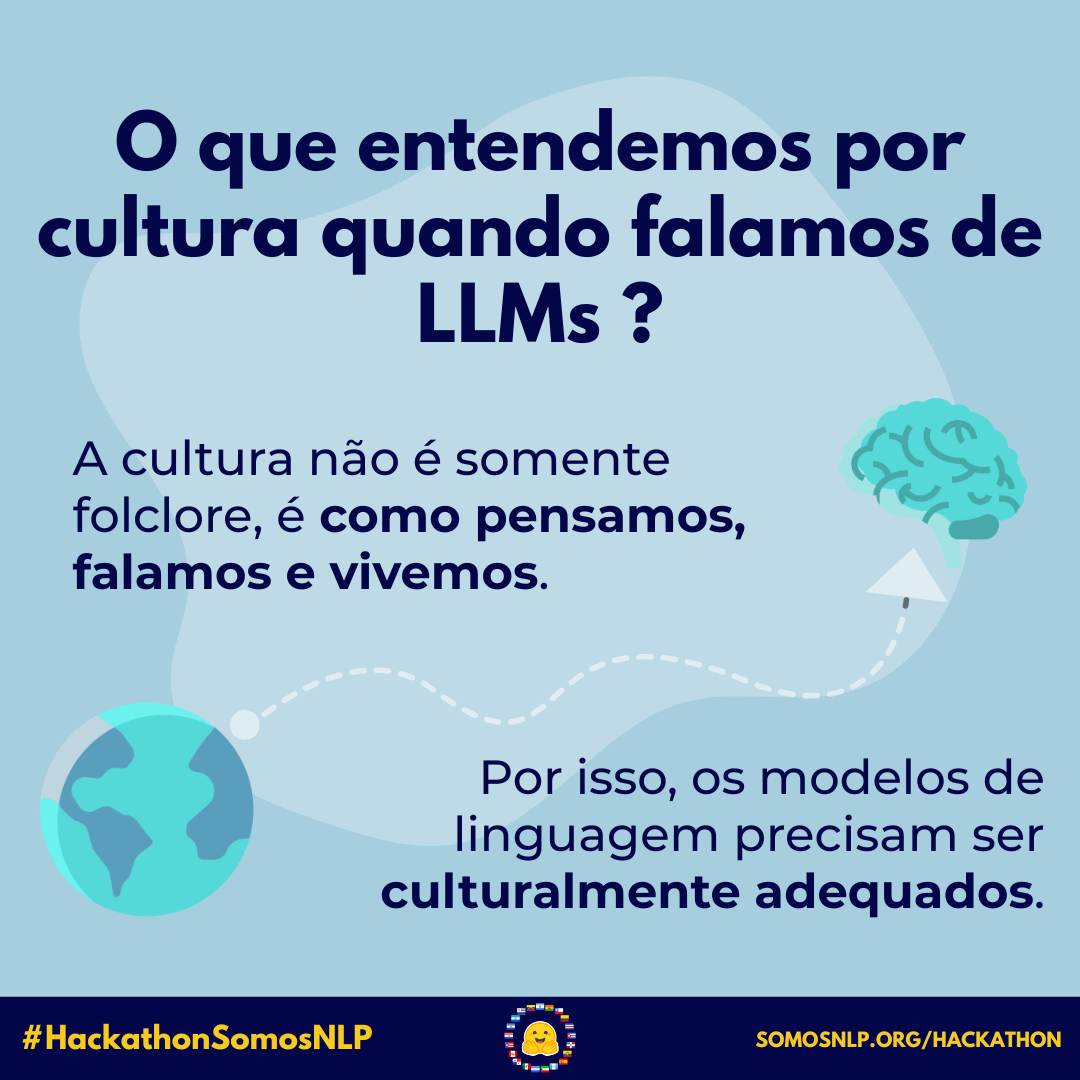 O que entendemos por
cultura quando falamos de
LLMs ?
A cultura não é somente
folclore, é como pensamos,
falamos e vivemos.
Por isso, os modelos de
linguagem precisam ser
culturalmente adequados.
#HackathonSomosNLP
SOMOSNLP.ORG/HACKATHON